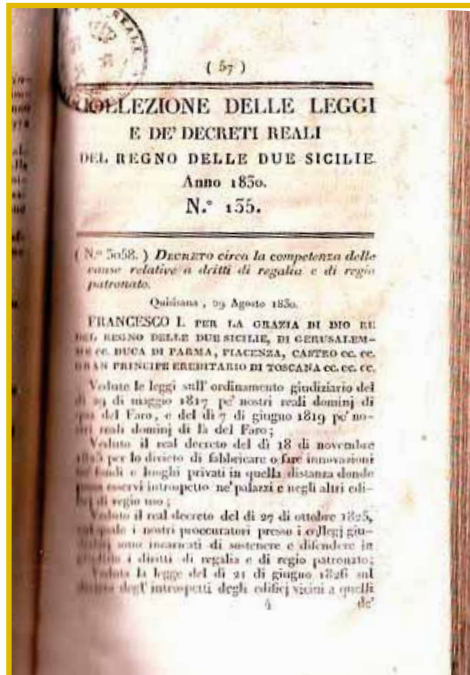 REALE
( 57 )
COLLEZIONE DELLE LEGGI
E DE' DECRETI REALI
DEL REGNO DELLE DUE SICILIE.
Anno 1830.
N.° 135.
( N.° 3058. ) DECRETO circa la competenza delle
cause relative a dritti di regalia e di regio
patronato.
Quisisana, 29 Agosto 1830.
FRANCESCO I. PER LA GRAZIA DI DIO RE
DEL REGNO DELLE DUE SICILIE, DI GERUSALEM-
ME ec. DUCA DI PARMA, PIACENZA, CASTRO ec. ec.
GRAN PRINCIPE EREDITARIO DI TOSCANA ec. ec. ec.
Vedute le leggi sull' ordinamento giudiziario del
dì 29 di maggio 1817 pe' nostri reali dominj di
qua del Faro, e del dì 7 di giugno 1819 pe' no-
stri reali dominj di là del Faro;
Veduto il real decreto del dì 18 di novembre
per lo divieto di fabbricare o fare innovazioni
ne' fondi e luoghi privati in quella distanza donde
possa esservi introspetto ne' palazzi e negli altri edi-
di regio uso;
Veduto il real decreto del dì 27 di ottobre 1825,
i nostri proccuratori presso i collegj giu-
sono incaricati di sostenere e difendere in
giudizio i diritti di regalia e di regio patronato;
Veduta la legge del dì 21 di giugno 1826 sul
degl' introspetti degli edificj vicini a quelli
4 de'